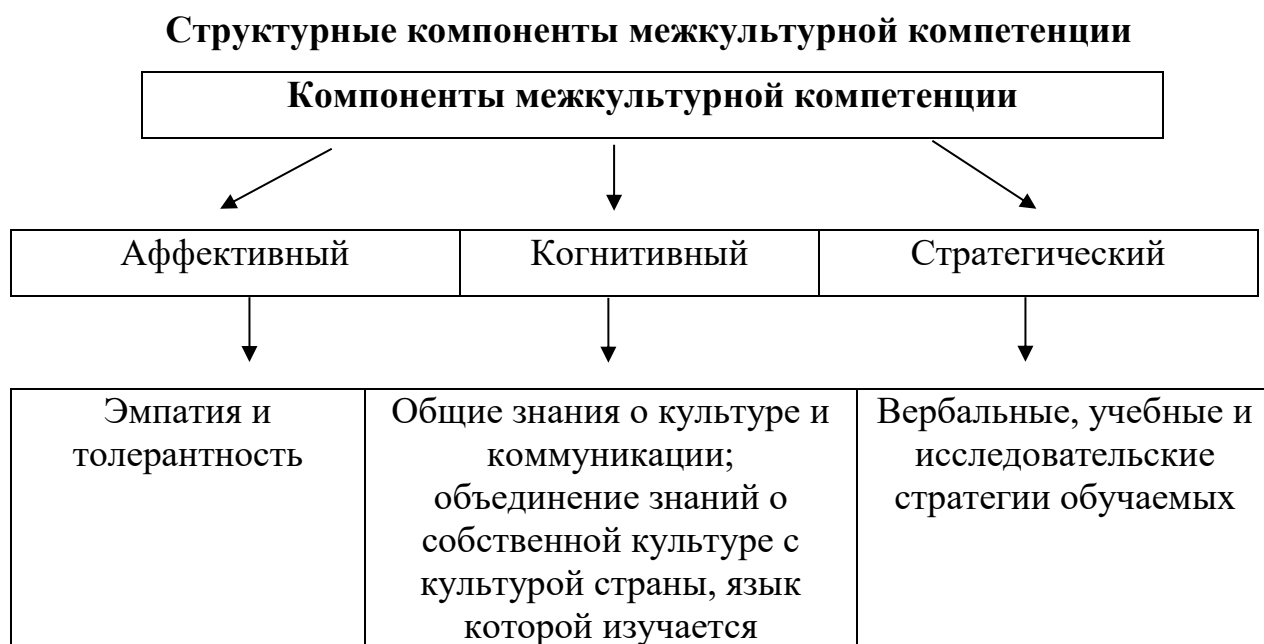 Структурные компоненты межкультурной компетенции
Компоненты межкультурной компетенции
Аффективный
Когнитивный
Стратегический
Эмпатия и
толерантность
Общие знания о культуре и
коммуникации;
объединение знаний о
собственной культуре с
культурой страны, язык
которой изучается
Вербальные, учебные и
исследовательские
стратегии обучаемых